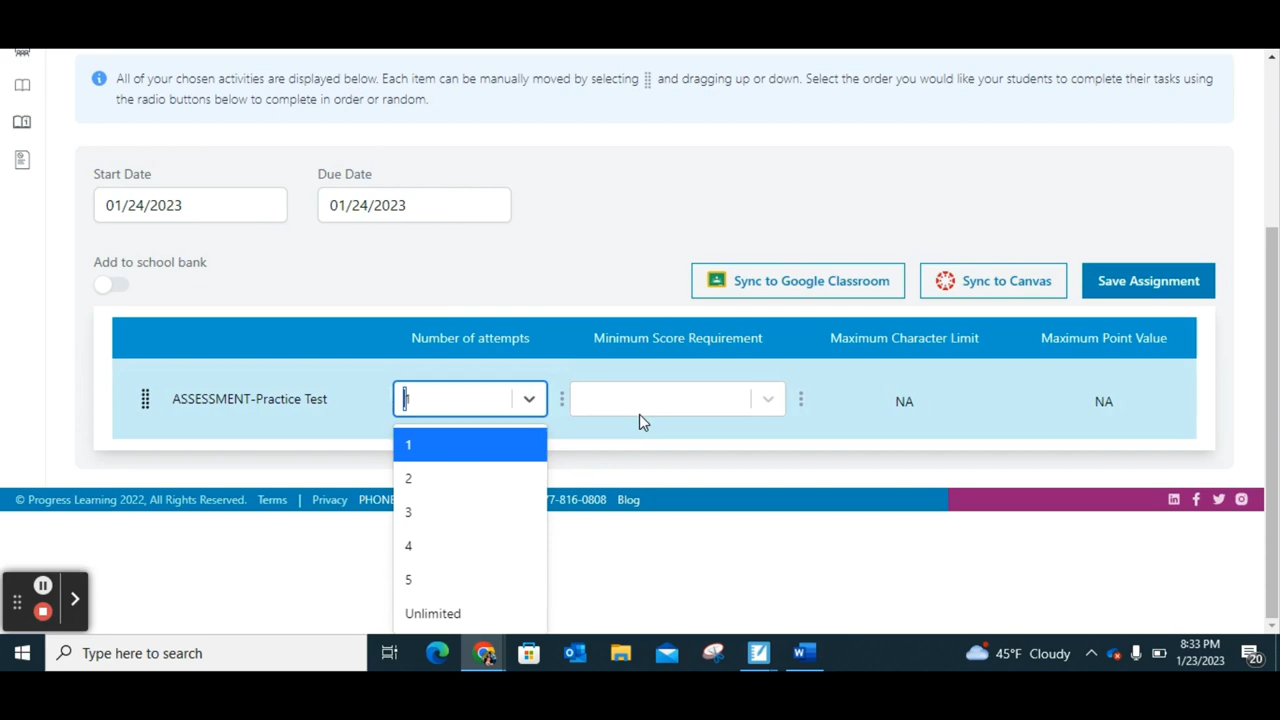 All of your chosen activities are displayed below. Each item can be manually moved by selecting and dragging up or down. Select the order you would like your students to complete their tasks using
the radio buttons below to complete in order or random.
Start Date
Due Date
01/24/2023
01/24/2023
Add to school bank
Sync to Google Classroom
Sync to Canvas
Save Assignment
Number of attempts
Minimum Score Requirement
Maximum Character Limit
Maximum Point Value
ASSESSMENT-Practice Test
1
NA
NA
1
2
3
4
5
Unlimited
© Progress Learning 2022, All Rights Reserved.
Terms
|
Privacy
PHON
77-816-0808
Blog
Type here to search
45°F Cloudy
8:33 PM
1/23/2023
20